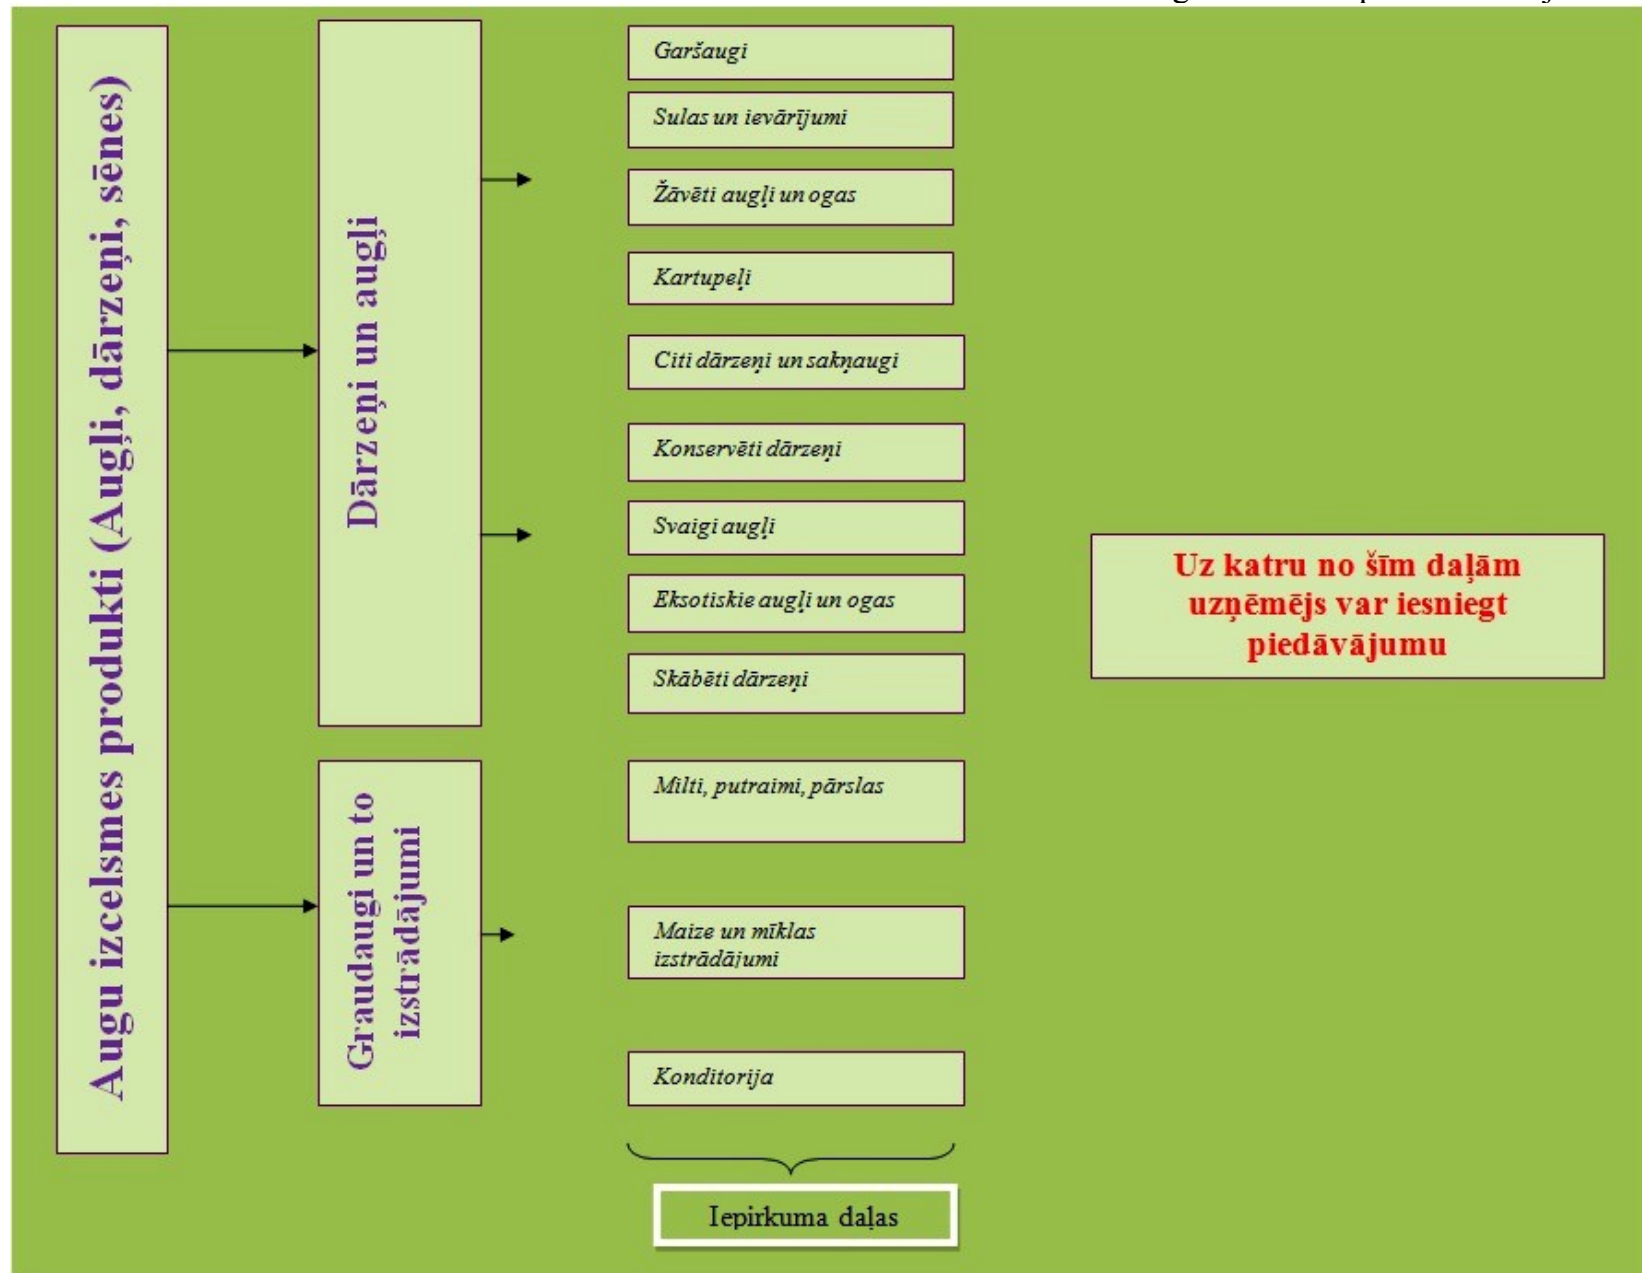 Augu izcelsmes produkti (Augļi, dārzeņi, sēnes)
Dārzeņi un augļi
Garšaugi
Sulas un ievārījumi
Žāvēti augļi un ogas
Kartupeļi
Citi dārzeņi un sakņaugi
Konservēti dārzeņi
Svaigi augļi
Eksotiskie augļi un ogas
Skābēti dārzeņi
Graudaugi un to
izstrādājumi
Milti, putraimi, pārslas
Maize un mīklas
izstrādājumi
Konditorija
Iepirkuma daļas
Uz katru no šīm daļām
uzņēmējs var iesniegt
piedāvājumu